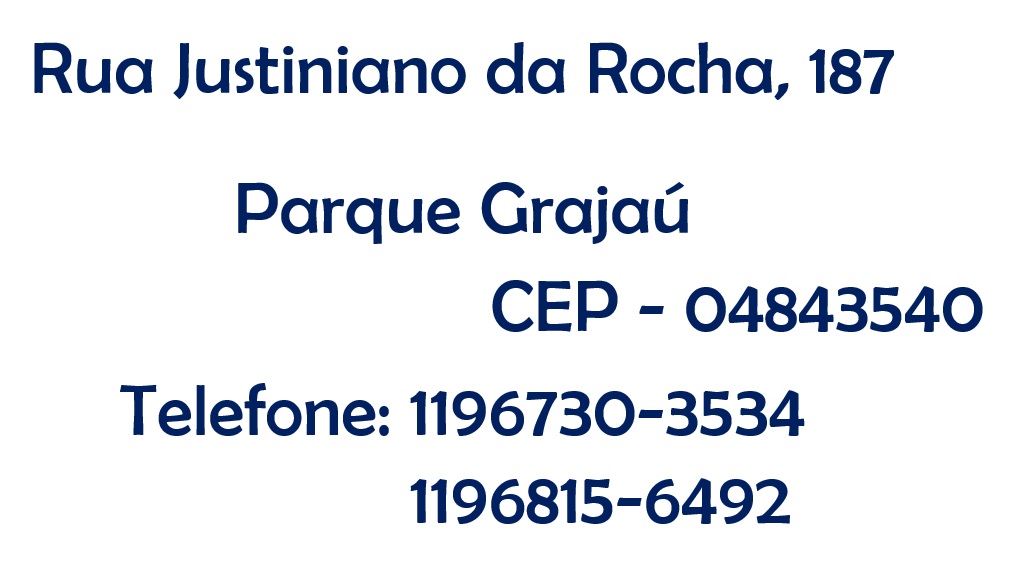 Rua Justiniano da Rocha, 187
Parque Grajaú
CEP - 04843540
Telefone: 1196730-3534
1196815-6492